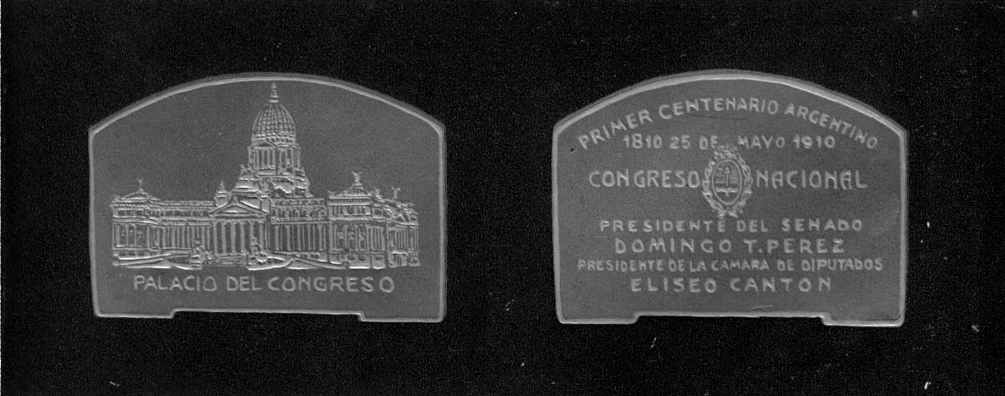 PALACIO DEL CONGRESO
PRIMER CENTENARIO ARGENTINO
1810 25 DE MAYO 1910
CONGRESO NACIONAL
PRESIDENTE DEL SENADO
DOMINGO T. PEREZ
PRESIDENTE DE LA CAMARA DE DIPUTADOS
ELISEO CANTON